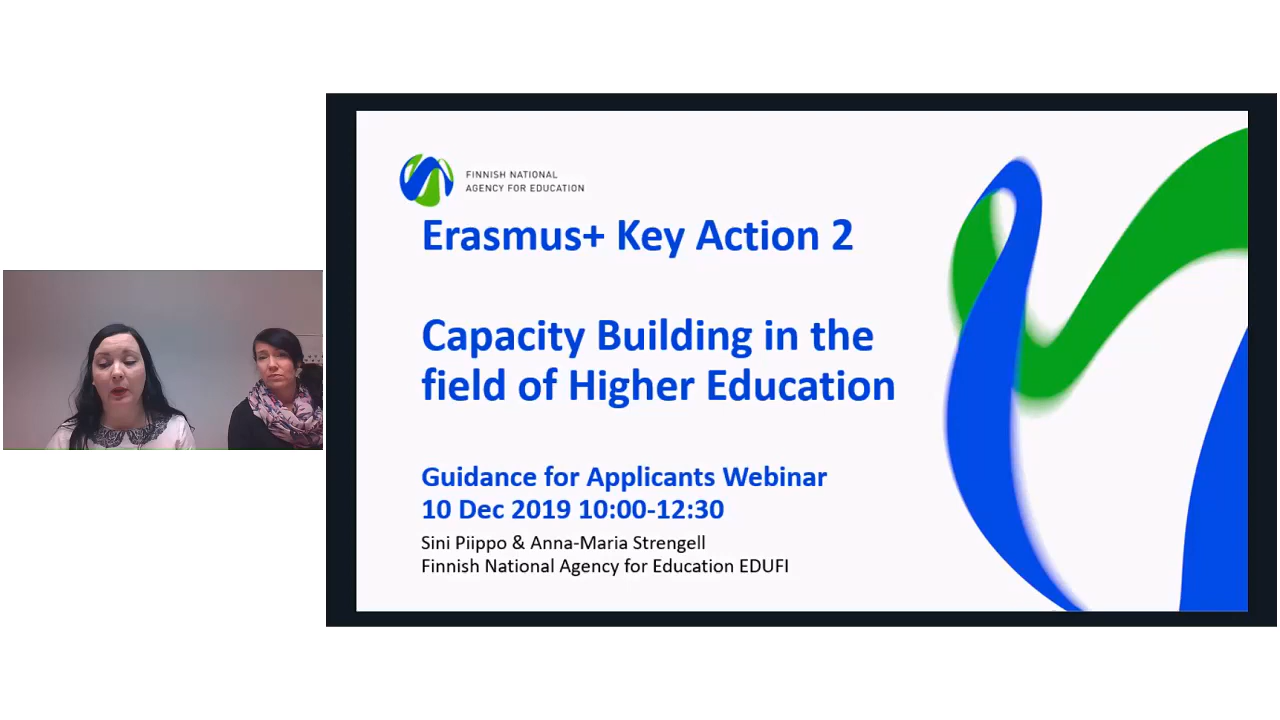 FINNISH NATIONAL
AGENCY FOR EDUCATION
Erasmus+ Key Action 2
Capacity Building in the
field of Higher Education
Guidance for Applicants Webinar
10 Dec 2019 10:00-12:30
Sini Piippo & Anna-Maria Strengell
Finnish National Agency for Education EDUFI